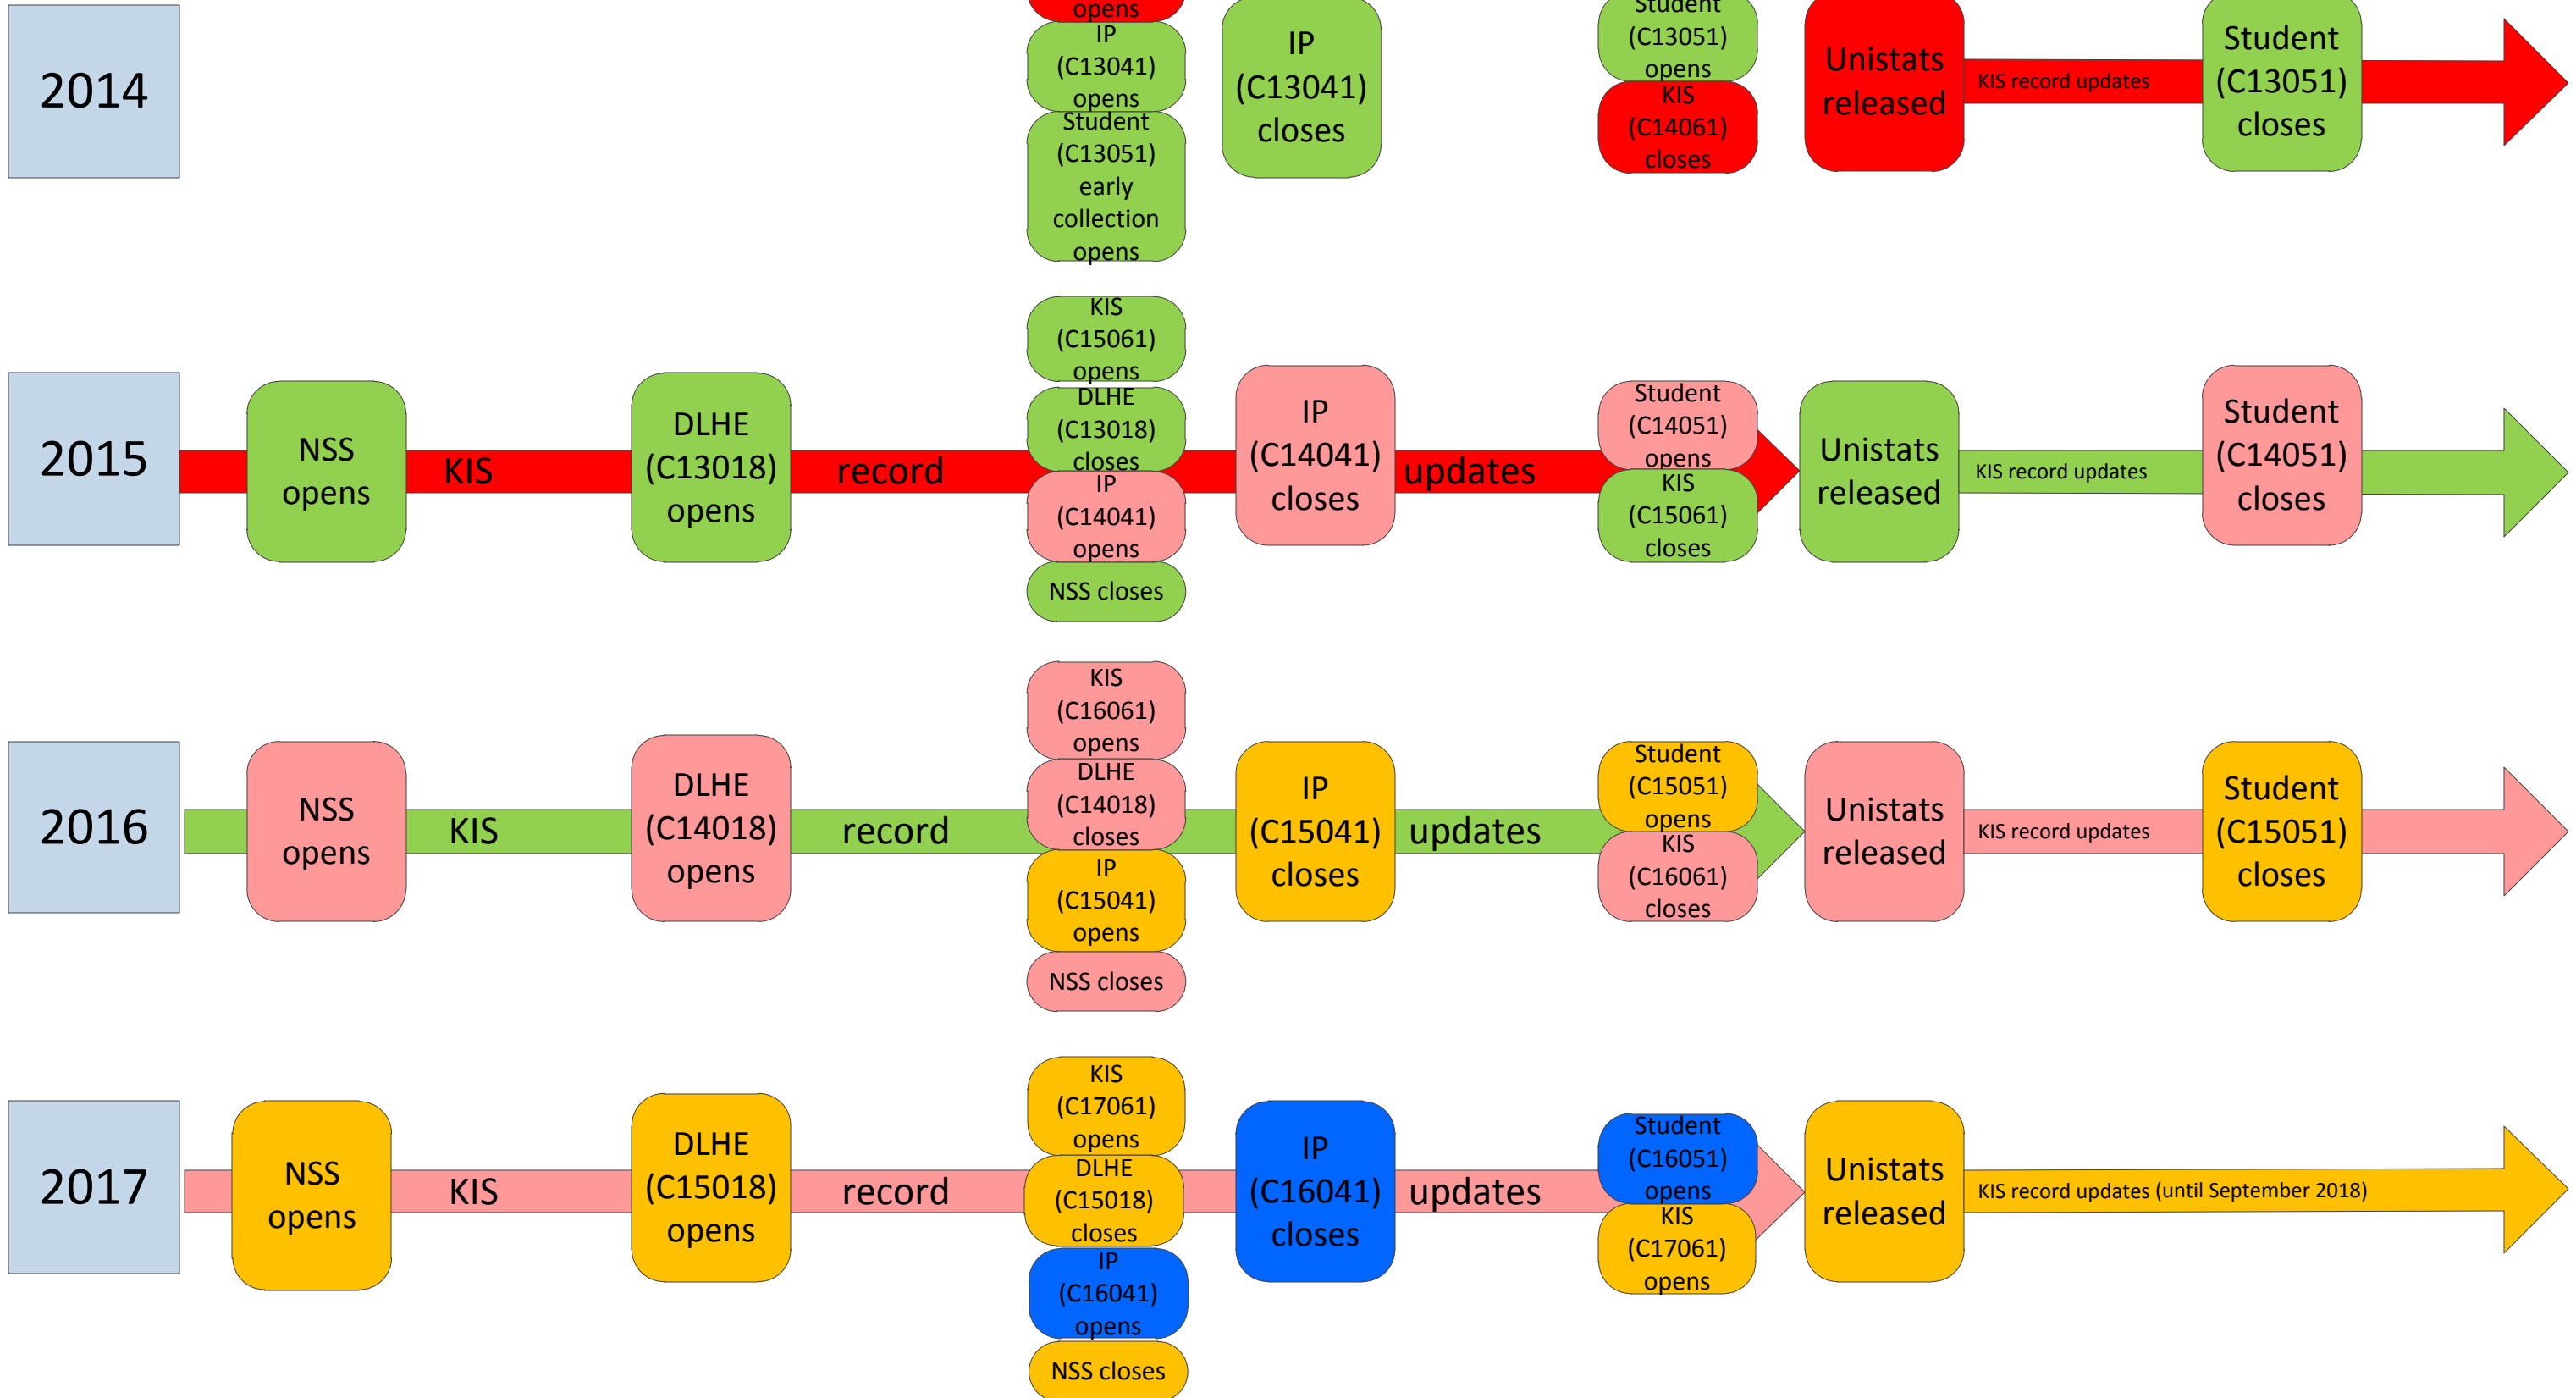 2014
opens
IP
(C13041)
opens
Student
(C13051)
early
collection
opens
IP
(C13041)
closes
Student
(C13051)
opens
KIS
(C14061)
closes
Unistats
released
KIS record updates
Student
(C13051)
closes
2015
NSS
opens
KIS
DLHE
(C13018)
opens
record
KIS
(C15061)
opens
DLHE
(C13018)
closes
IP
(C14041)
opens
NSS closes
IP
(C14041)
closes
updates
Student
(C14051)
opens
KIS
(C15061)
closes
Unistats
released
KIS record updates
Student
(C14051)
closes
2016
NSS
opens
KIS
DLHE
(C14018)
opens
record
KIS
(C16061)
opens
DLHE
(C14018)
closes
IP
(C15041)
opens
NSS closes
IP
(C15041)
closes
updates
Student
(C15051)
opens
KIS
(C16061)
closes
Unistats
released
KIS record updates
Student
(C15051)
closes
2017
NSS
opens
KIS
DLHE
(C15018)
opens
record
KIS
(C17061)
opens
DLHE
(C15018)
closes
IP
(C16041)
opens
NSS closes
IP
(C16041)
closes
updates
Student
(C16051)
opens
KIS
(C17061)
opens
Unistats
released
KIS record updates (until September 2018)